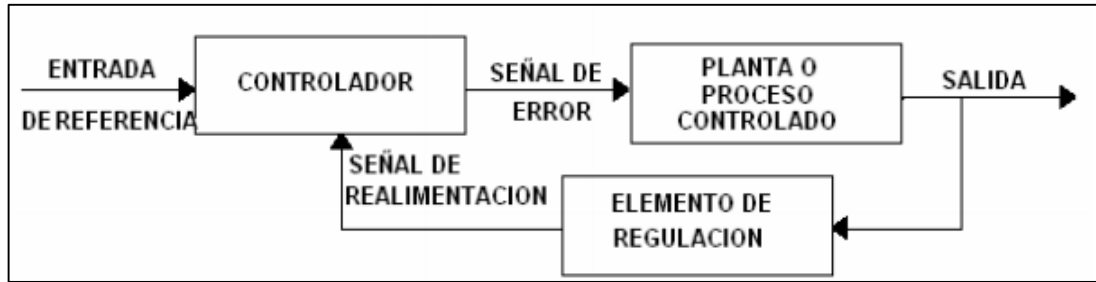 ENTRADA
DE REFERENCIA
CONTROLADOR
SEÑAL DE
ERROR
PLANTA O
PROCESO
CONTROLADO
SALIDA
SEÑAL DE
REALIMENTACION
ELEMENTO DE
REGULACION